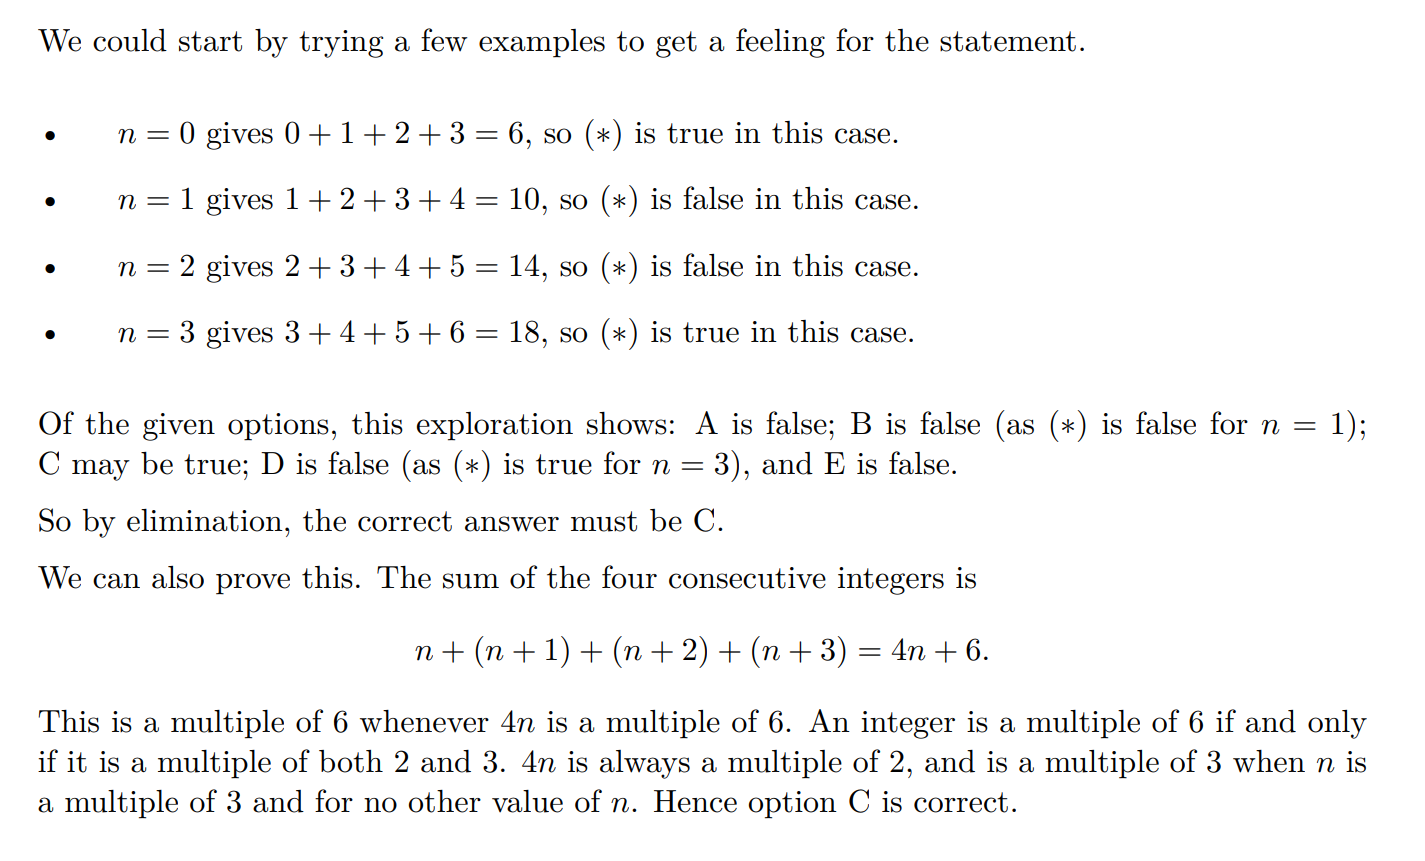 We could start by trying a few examples to get a feeling for the statement.
• n = 0 gives 0 + 1 + 2 + 3 = 6, so (∗) is true in this case.
• n = 1 gives 1 + 2 + 3 + 4 = 10, so (∗) is false in this case.
• n = 2 gives 2 + 3 + 4 + 5 = 14, so (∗) is false in this case.
• n = 3 gives 3 + 4 + 5 + 6 = 18, so (∗) is true in this case.
Of the given options, this exploration shows: A is false; B is false (as (∗) is false for n = 1);
C may be true; D is false (as (∗) is true for n = 3), and E is false.
So by elimination, the correct answer must be C.
We can also prove this. The sum of the four consecutive integers is
n + (n + 1) + (n + 2) + (n + 3) = 4n + 6.
This is a multiple of 6 whenever 4n is a multiple of 6. An integer is a multiple of 6 if and only
if it is a multiple of both 2 and 3. 4n is always a multiple of 2, and is a multiple of 3 when n is
a multiple of 3 and for no other value of n. Hence option C is correct.